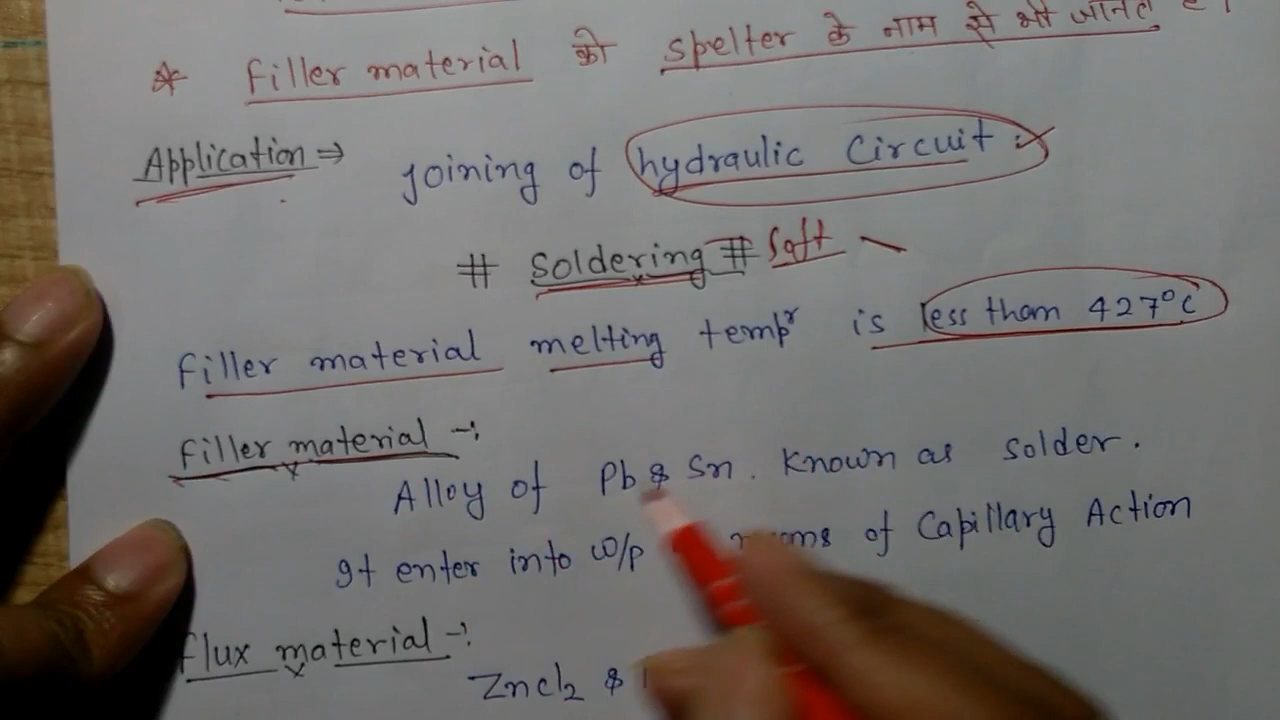 * filler material को spelter के नाम से भी जानते
Application ⇒ joining of hydraulic Circuit.
# Soldering # Soft
filler material melting tempr is less than 427°C
filler material -:
Alloy of Pb & Sn. Known as solder.
It enter into w/p of Capillary Action
flux material -:
Zncl2 &